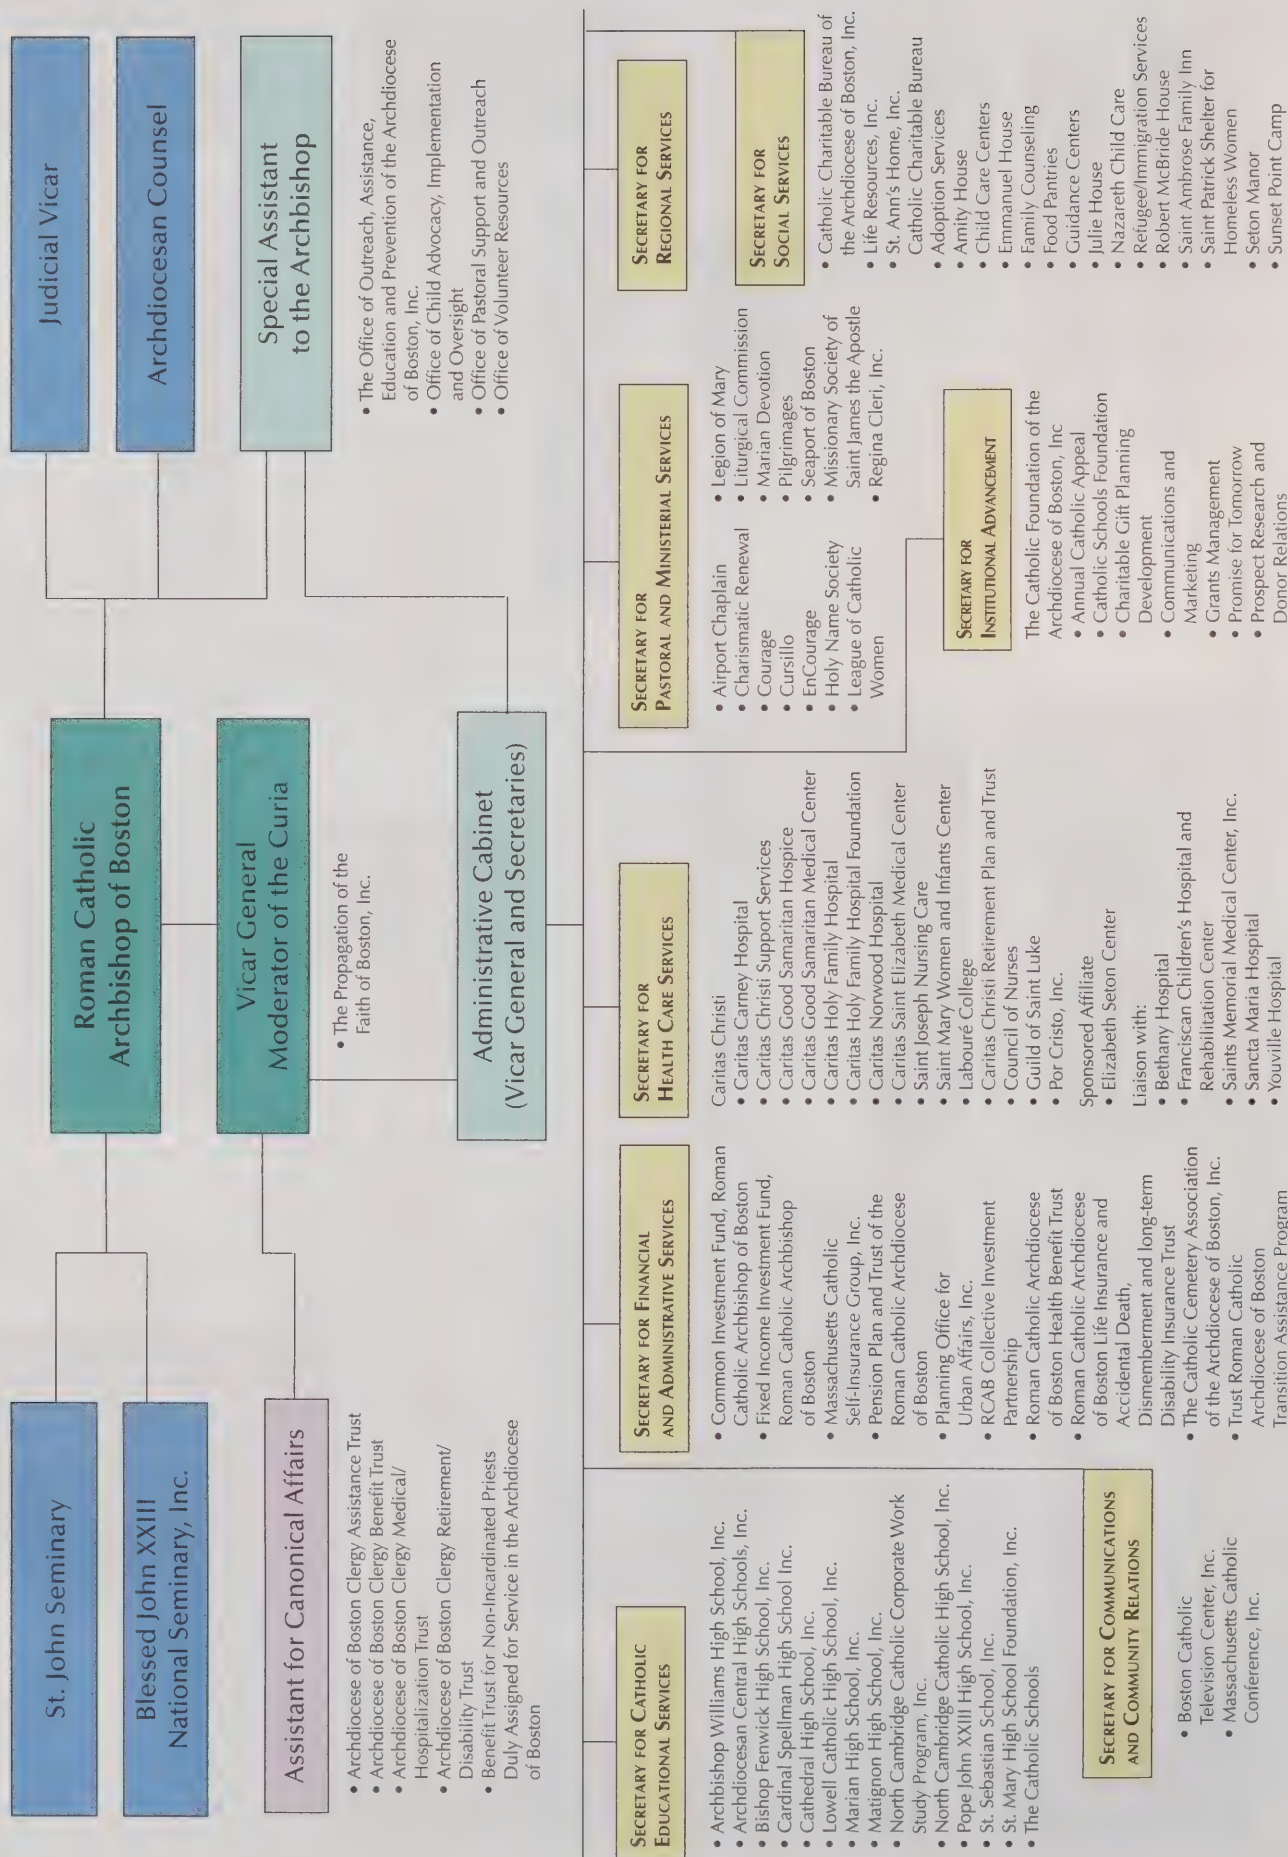 St. John Seminary
Blessed John XXIII
National Seminary, Inc.
Roman Catholic
Archbishop of Boston
Judicial Vicar
Archdiocesan Counsel
Assistant for Canonical Affairs
• Archdiocese of Boston Clergy Assistance Trust
• Archdiocese of Boston Clergy Benefit Trust
• Archdiocese of Boston Clergy Medical/
Hospitalization Trust
• Archdiocese of Boston Clergy Retirement/
Disability Trust
• Benefit Trust for Non-Incardinated Priests
Duly Assigned for Service in the Archdiocese
of Boston
Vicar General
Moderator of the Curia
• The Propagation of the
Faith of Boston, Inc.
Special Assistant
to the Archbishop
• The Office of Outreach, Assistance,
Education and Prevention of the Archdiocese
of Boston, Inc.
• Office of Child Advocacy, Implementation
and Oversight
• Office of Pastoral Support and Outreach
• Office of Volunteer Resources
Administrative Cabinet
(Vicar General and Secretaries)
SECRETARY FOR CATHOLIC
EDUCATIONAL SERVICES
• Archbishop Williams High School, Inc.
• Archdiocesan Central High Schools, Inc.
• Bishop Fenwick High School, Inc.
• Cardinal Spellman High School Inc.
• Cathedral High School, Inc.
• Lowell Catholic High School, Inc.
• Marian High School, Inc.
• Matignon High School, Inc.
• North Cambridge Catholic Corporate Work
Study Program, Inc.
• North Cambridge Catholic High School, Inc.
• Pope John XXIII High School, Inc.
• St. Sebastian School, Inc.
• St. Mary High School Foundation, Inc.
• The Catholic Schools
SECRETARY FOR COMMUNICATIONS
AND COMMUNITY RELATIONS
• Boston Catholic
Television Center, Inc.
• Massachusetts Catholic
Conference, Inc.
SECRETARY FOR FINANCIAL
AND ADMINISTRATIVE SERVICES
• Common Investment Fund, Roman
Catholic Archbishop of Boston
• Fixed Income Investment Fund,
Roman Catholic Archbishop
of Boston
• Massachusetts Catholic
Self-Insurance Group, Inc.
• Pension Plan and Trust of the
Roman Catholic Archdiocese
of Boston
• Planning Office for
Urban Affairs, Inc.
• RCAB Collective Investment
Partnership
• Roman Catholic Archdiocese
of Boston Health Benefit Trust
• Roman Catholic Archdiocese
of Boston Life Insurance and
Accidental Death,
Dismemberment and long-term
Disability Insurance Trust
• The Catholic Cemetery Association
of the Archdiocese of Boston, Inc.
• Trust Roman Catholic
Archdiocese of Boston
Transition Assistance Program
SECRETARY FOR
HEALTH CARE SERVICES
Caritas Christi
• Caritas Carney Hospital
• Caritas Christi Support Services
• Caritas Good Samaritan Hospice
• Caritas Good Samaritan Medical Center
• Caritas Holy Family Hospital
• Caritas Holy Family Hospital Foundation
• Caritas Norwood Hospital
• Caritas Saint Elizabeth Medical Center
• Saint Joseph Nursing Care
• Saint Mary Women and Infants Center
• Labouré College
• Caritas Christi Retirement Plan and Trust
• Council of Nurses
• Guild of Saint Luke
• Por Cristo, Inc.
Sponsored Affiliate
• Elizabeth Seton Center
Liaison with:
• Bethany Hospital
• Franciscan Children's Hospital and
Rehabilitation Center
• Saints Memorial Medical Center, Inc.
• Sancta Maria Hospital
• Youville Hospital
SECRETARY FOR
PASTORAL AND MINISTERIAL SERVICES
• Airport Chaplain
• Charismatic Renewal
• Courage
• Cursillo
• EnCourage
• Holy Name Society
• League of Catholic
Women
• Legion of Mary
• Liturgical Commission
• Marian Devotion
• Pilgrimages
• Seaport of Boston
• Missionary Society of
Saint James the Apostle
• Regina Cleri, Inc.
SECRETARY FOR
INSTITUTIONAL ADVANCEMENT
The Catholic Foundation of the
Archdiocese of Boston, Inc
• Annual Catholic Appeal
• Catholic Schools Foundation
• Charitable Gift Planning
Development
• Communications and
Marketing
• Grants Management
• Promise for Tomorrow
• Prospect Research and
Donor Relations
SECRETARY FOR
REGIONAL SERVICES
SECRETARY FOR
SOCIAL SERVICES
• Catholic Charitable Bureau of
the Archdiocese of Boston, Inc.
• Life Resources, Inc.
• St. Ann's Home, Inc.
Catholic Charitable Bureau
• Adoption Services
• Amity House
• Child Care Centers
• Emmanuel House
• Family Counseling
• Food Pantries
• Guidance Centers
• Julie House
• Nazareth Child Care
• Refugee/Immigration Services
• Robert McBride House
• Saint Ambrose Family Inn
• Saint Patrick Shelter for
Homeless Women
• Seton Manor
• Sunset Point Camp